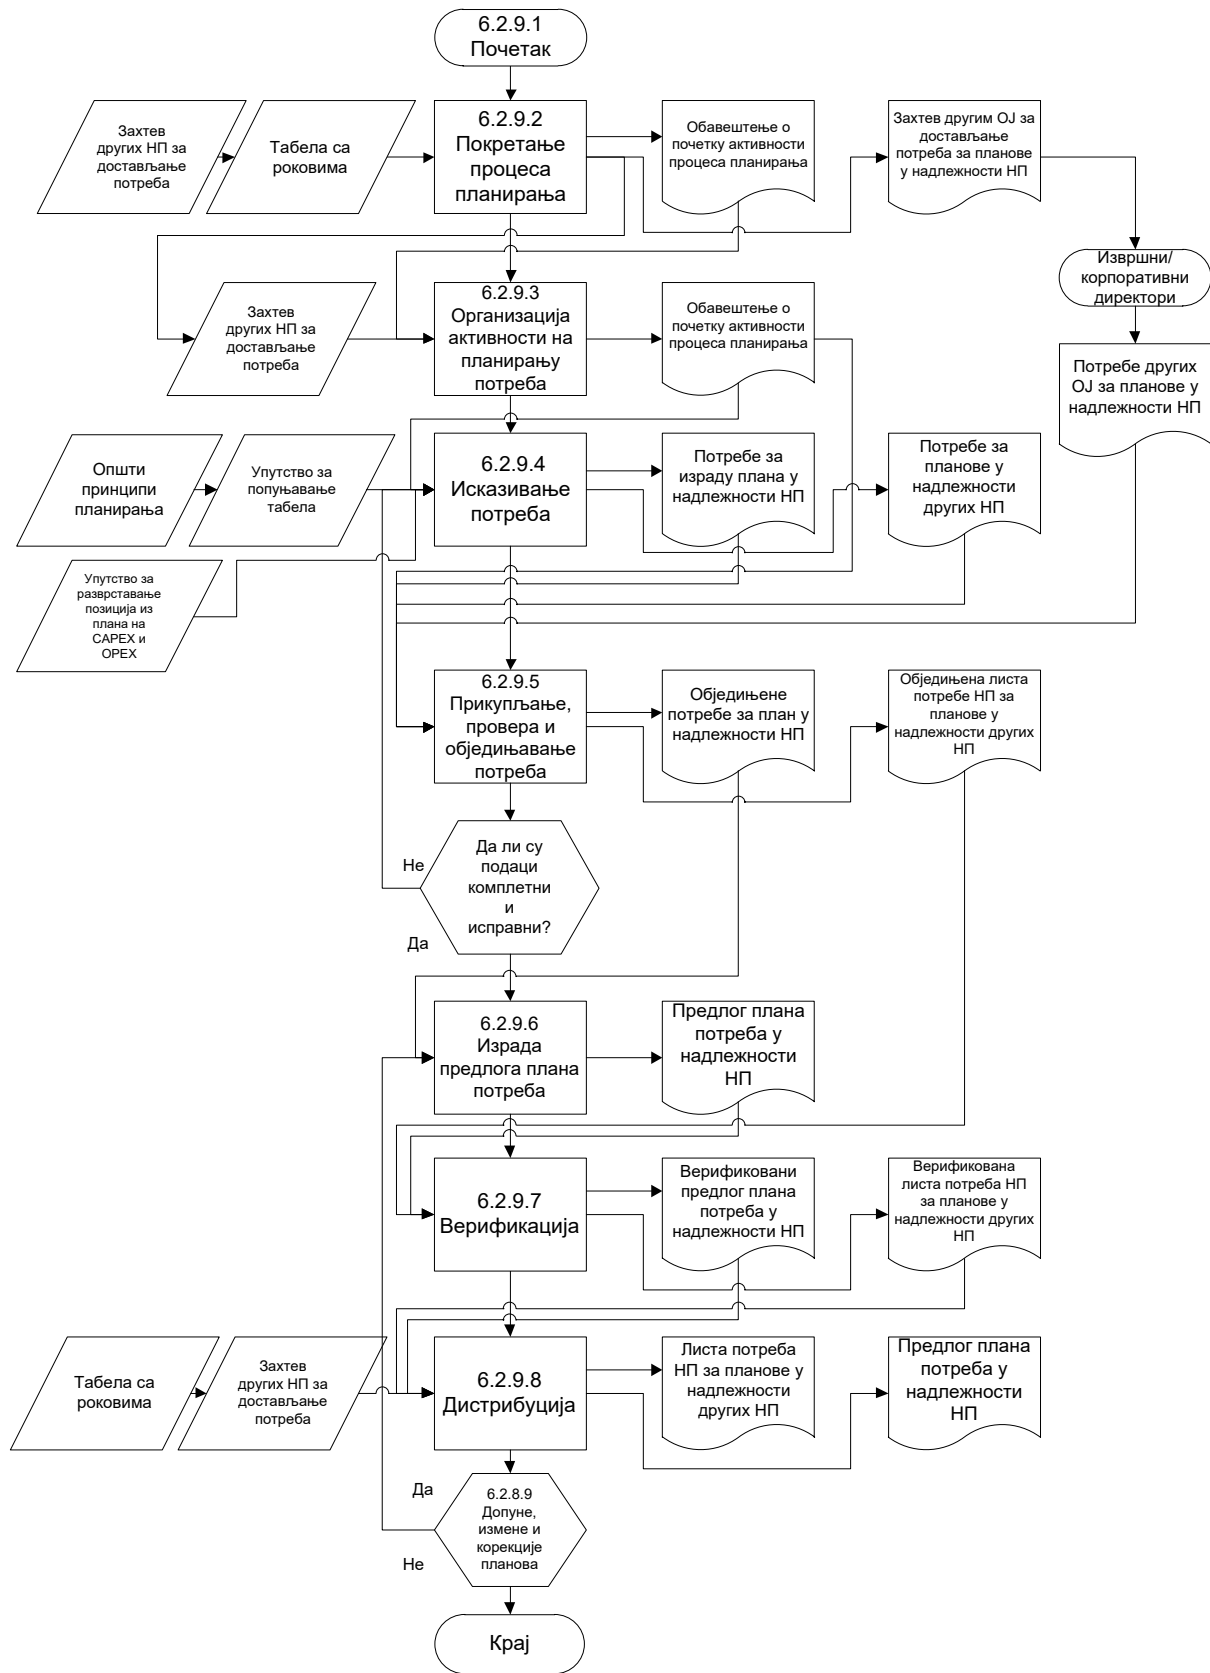 6.2.9.1
Почетак
Захтев
других НП за
достављање
потреба
Табела са
роковима
6.2.9.2
Покретање
процеса
планирања
Обавештење о
почетку активности
процеса планирања
Захтев другим ОЈ за
достављање
потреба за планове
у надлежности НП
Извршни/
корпоративни
директори
Захтев
других НП за
достављање
потреба
6.2.9.3
Организација
активности на
планирању
потреба
Обавештење о
почетку активности
процеса планирања
Потребе других
ОЈ за планове у
надлежности НП
Општи
принципи
планирања
Упутство за
попуњавање
табела
6.2.9.4
Исказивање
потреба
Потребе за
израду плана у
надлежности НП
Потребе за
планове у
надлежности
других НП
Упутство за
разврставање
позиција из
плана на
CAPEX и
OPEX
6.2.9.5
Прикупљање,
провера и
обједињавање
потреба
Обједињене
потребе за план у
надлежности НП
Обједињена листа
потребе НП за
планове у
надлежности других
НП
Не
Да ли су
подаци
комплетни
и
исправни?
Да
6.2.9.6
Израда
предлога плана
потреба
Предлог плана
потреба у
надлежности
НП
6.2.9.7
Верификација
Верификовани
предлог плана
потреба у
надлежности НП
Верификована
листа потреба НП
за планове у
надлежности других
НП
Табела са
роковима
Захтев
других НП за
достављање
потреба
6.2.9.8
Дистрибуција
Листа потреба
НП за планове у
надлежности
других НП
Предлог плана
потреба у
надлежности
НП
Да
6.2.8.9
Допуне,
измене и
корекције
планова
Не
Крај